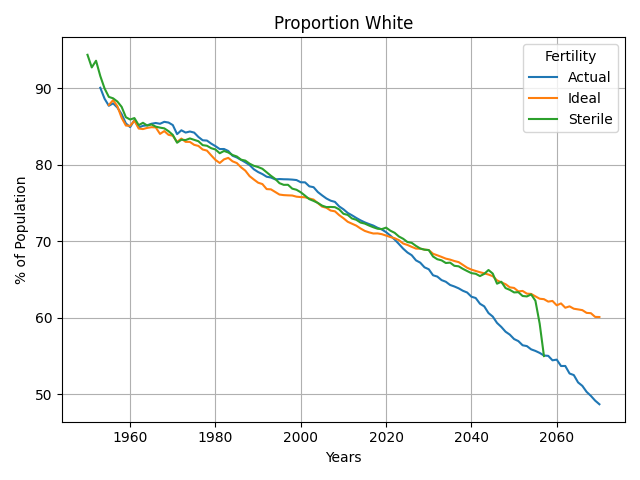 Proportion White
Fertility
Actual
Ideal
Sterile
% of Population
90
80
70
60
50
1960
1980
2000
2020
2040
2060
Years